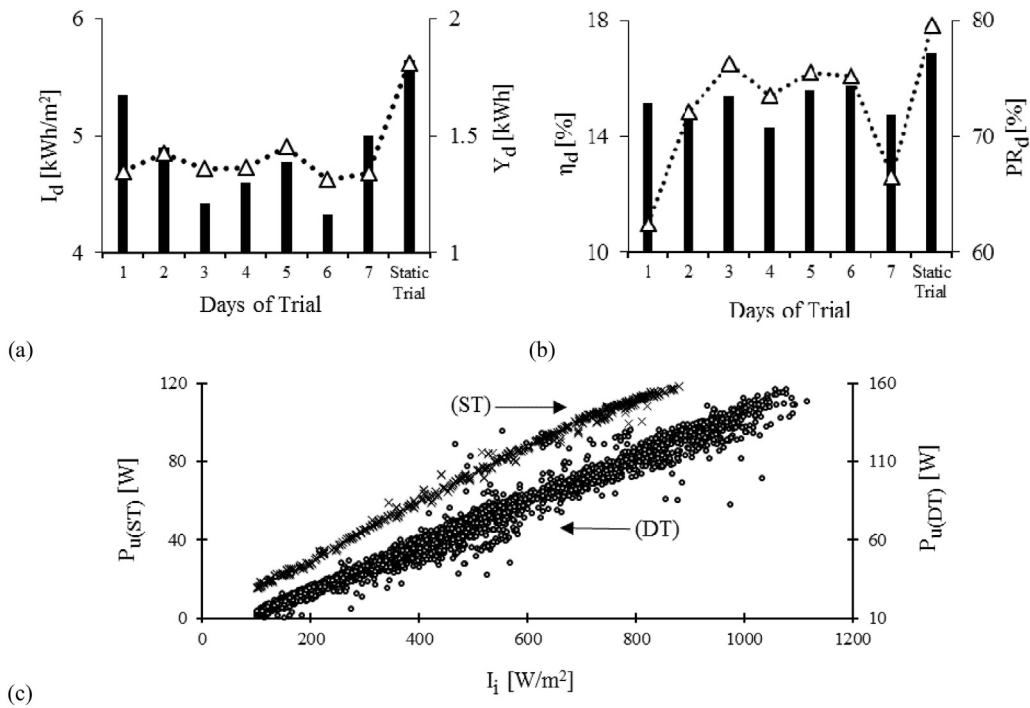 6
5
4
I_d [kWh/m²]
2
1.5
1
Y_d [kWh]
1 2 3 4 5 6 7 Static Trial
Days of Trial
(a)
18
14
10
η_d [%]
80
70
60
PR_d [%]
1 2 3 4 5 6 7 Static Trial
Days of Trial
(b)
120
80
40
0
P_u(ST) [W]
(ST)
(DT)
160
110
60
10
P_u(DT) [W]
0 200 400 600 800 1000 1200
I_i [W/m²]
(c)